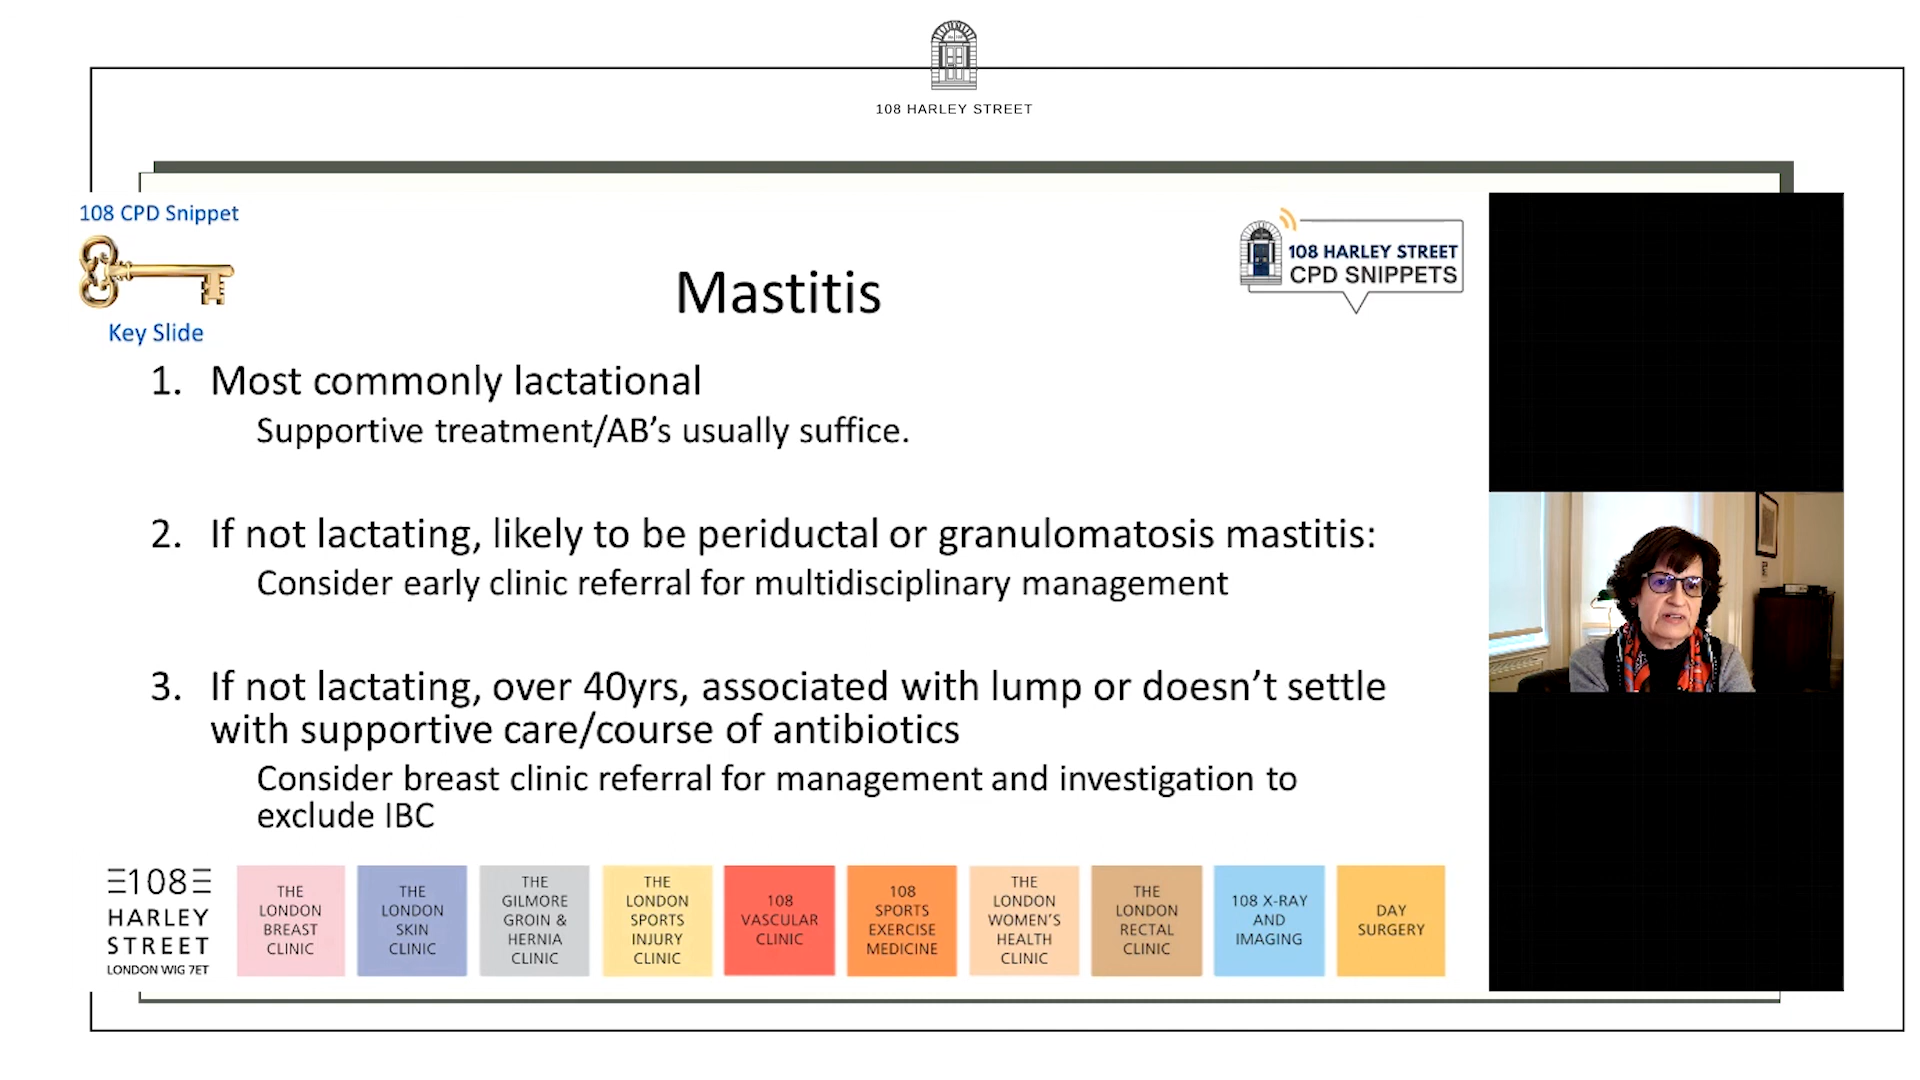 108 HARLEY STREET
108 CPD Snippet
Key Slide
108 HARLEY STREET
CPD SNIPPETS
Mastitis
1. Most commonly lactational
Supportive treatment/AB’s usually suffice.
2. If not lactating, likely to be periductal or granulomatosis mastitis:
Consider early clinic referral for multidisciplinary management
3. If not lactating, over 40yrs, associated with lump or doesn’t settle
with supportive care/course of antibiotics
Consider breast clinic referral for management and investigation to
exclude IBC
108
HARLEY
STREET
LONDON W1G 7ET
THE
LONDON
BREAST
CLINIC
THE
LONDON
SKIN
CLINIC
THE
GILMORE
GROIN &
HERNIA
CLINIC
THE
LONDON
SPORTS
INJURY
CLINIC
108
VASCULAR
CLINIC
108
SPORTS
EXERCISE
MEDICINE
THE
LONDON
WOMEN’S
HEALTH
CLINIC
THE
LONDON
RECTAL
CLINIC
108 X-RAY
AND
IMAGING
DAY
SURGERY